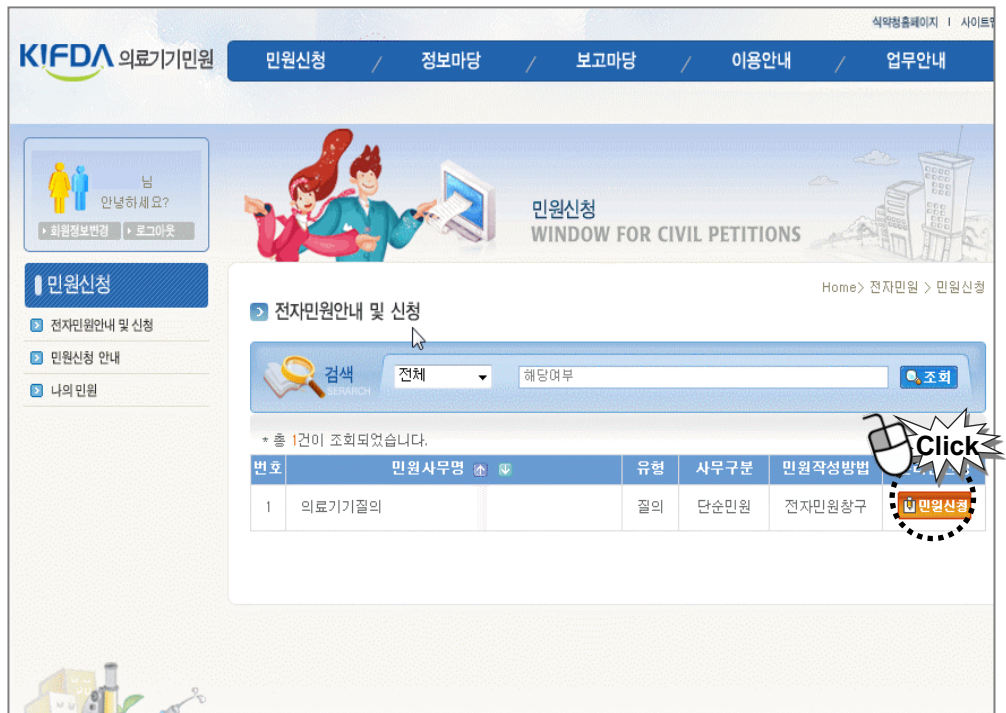 식약청홈페이지 | 사이트
KIFDA 의료기기민원
민원신청 / 정보마당 / 보고마당 / 이용안내 / 업무안내
님
안녕하세요?
회원정보변경 로그아웃
민원신청
WINDOW FOR CIVIL PETITIONS
민원신청
전자민원안내 및 신청
민원신청 안내
나의 민원
Home> 전자민원 > 민원신청
전자민원안내 및 신청
검색
SERARCH
전체
해당여부
조회
* 총 1건이 조회되었습니다.
Click
번호 민원사무명 유형 사무구분 민원작성방법
1 의료기기질의 질의 단순민원 전자민원창구 민원신청